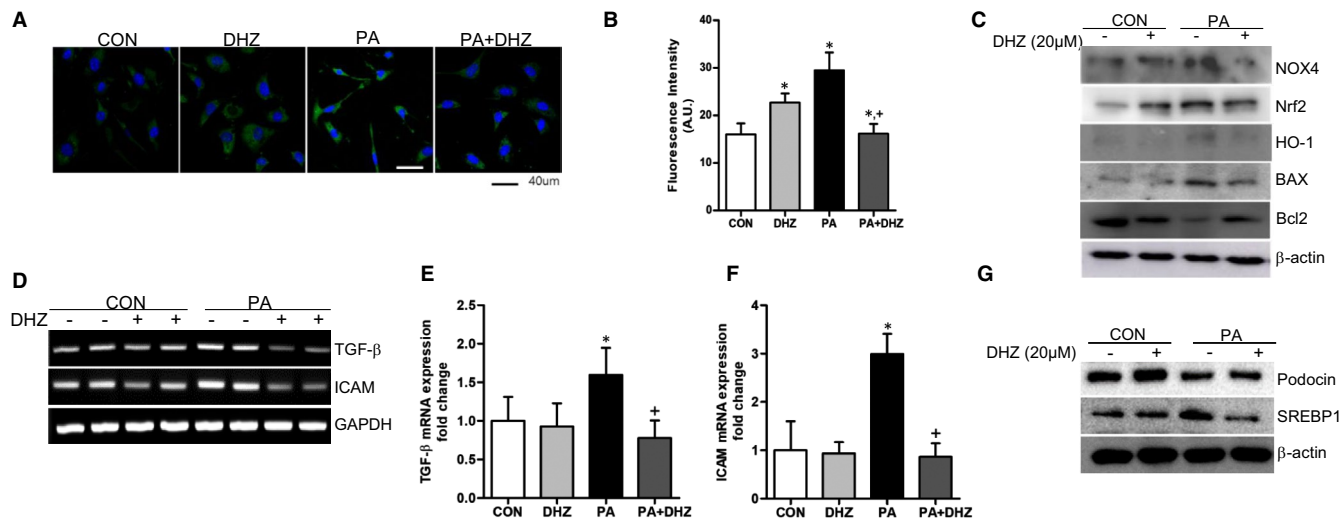 A
CON DHZ PA PA+DHZ
40um
B
Fluorescence Intensity
(A.U.)
40
30
20
10
0
*
*
*,+
CON DHZ PA PA+DHZ
C
CON PA
DHZ (20μM) - + - +
NOX4
Nrf2
HO-1
BAX
Bcl2
β-actin
D
CON PA
DHZ - - + + - - + +
TGF-β
ICAM
GAPDH
E
TGF-β mRNA expression
fold change
2.5
2.0
1.5
1.0
0.5
0.0
*
+
CON DHZ PA PA+DHZ
F
ICAM mRNA expression
fold change
4
3
2
1
0
*
+
CON DHZ PA PA+DHZ
G
CON PA
DHZ (20μM) - + - +
Podocin
SREBP1
β-actin